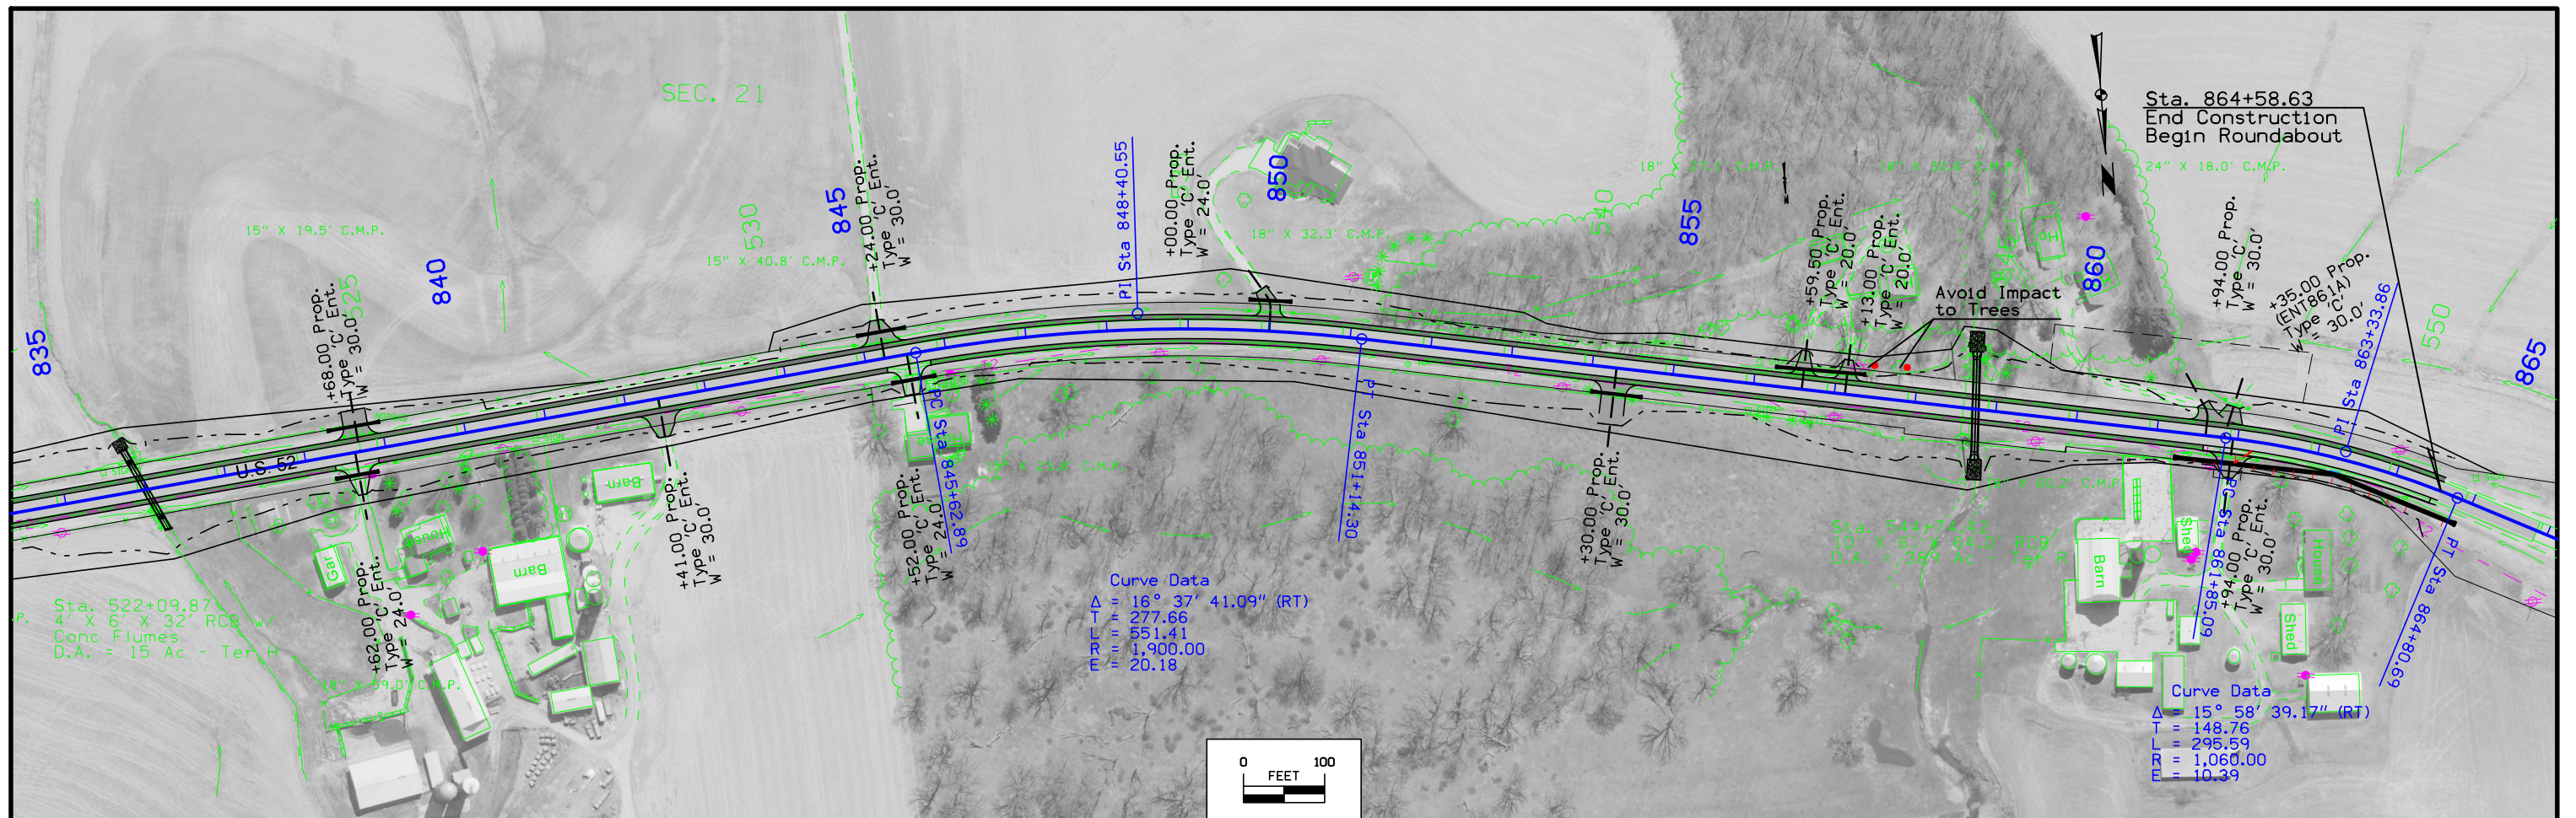 SEC. 21
Sta. 864+58.63
End Construction
Begin Roundabout
835
840
845
850
855
860
865
525
530
540
550
15" X 19.5' C.M.P.
15" X 40.8' C.M.P.
18" X 32.3' C.M.P.
24" X 18.0' C.M.P.
+68.00 Prop.
Type 'C' Ent.
W = 30.0'
+24.00 Prop.
Type 'C' Ent.
W = 30.0'
PI Sta 848+40.55
+00.00 Prop.
Type 'C' Ent.
W = 24.0'
+59.50 Prop.
Type 'C' Ent.
W = 20.0'
+13.00 Prop.
Type 'C' Ent.
W = 20.0'
Avoid Impact
to Trees
+94.00 Prop.
Type 'C'
W = 30.0'
+35.00 Prop.
(ENT861A)
Type 'C'
W = 30.0'
PI Sta 863+33.86
U.S. 52
+62.00 Prop.
Type 'C' Ent.
W = 24.0'
+41.00 Prop.
Type 'C' Ent.
W = 30.0'
+52.00 Prop.
Type 'C' Ent.
W = 24.0'
PC Sta 845+62.89
PT Sta 851+14.30
+30.00 Prop.
Type 'C' Ent.
W = 30.0'
PC Sta 861+85.09
+94.00 Prop.
Type 'C' Ent.
W = 30.0'
PT Sta 864+80.69
Gar
House
Barn
Barn
House
Barn
Shed
House
Shed
Sta. 522+09.87
4' X 6' X 32' RCB w/
Conc Flumes
D.A. = 15 Ac - Ter H
Curve Data
Δ = 16° 37' 41.09" (RT)
T = 277.66
L = 551.41
R = 1,900.00
E = 20.18
Curve Data
Δ = 15° 58' 39.17" (RT)
T = 148.76
L = 295.59
R = 1,060.00
E = 10.39
0 100
FEET